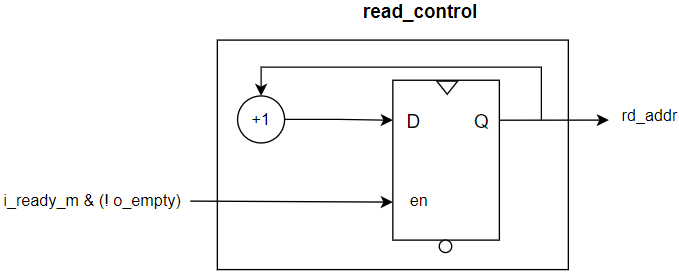 read_control
+1
D
Q
rd_addr
i_ready_m & (! o_empty)
en